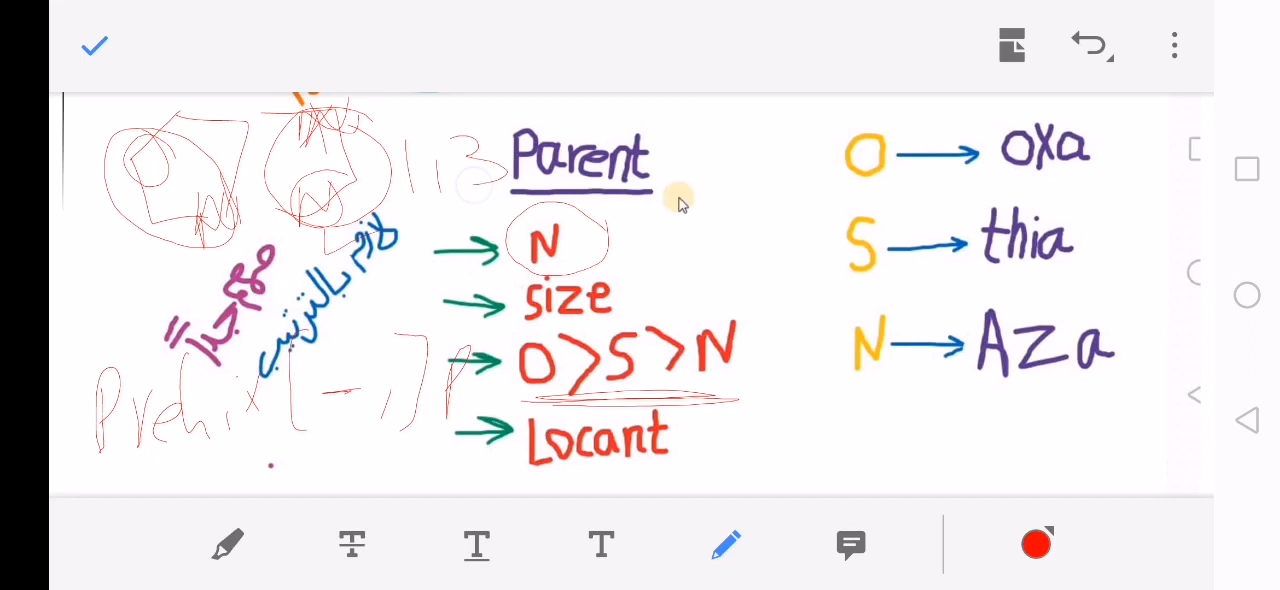 Parent
N
size
O > S > N
Locant
O → oxa
S → thia
N → Aza
مهم جداً
لازم بالترتيب
O
N
N
1,3
Prefix [-,] P